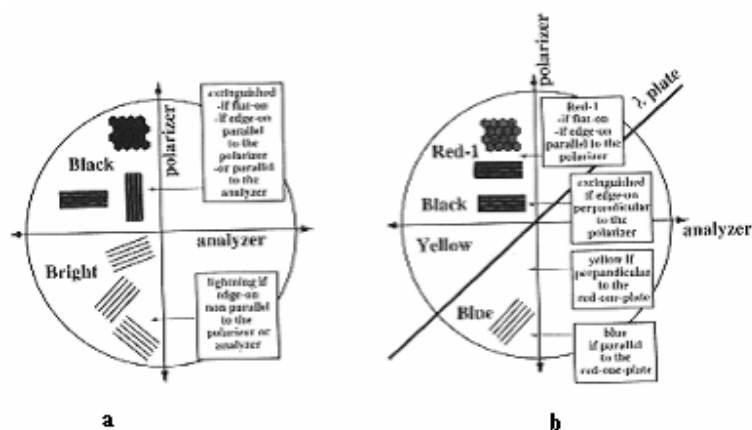 polarizer
extinguished
-if flat-on
-if edge-on
parallel
to the
polarizer
-or parallel
to the
analyzer
Black
analyzer
Bright
lightning if
edge-on
non parallel
to the
polarizer or
analyzer
a
polarizer
λ plate
Red-1
-if flat-on
-if edge-on
parallel to the
polarizer
Red-1
extinguished
if edge-on
perpendicular
to the
polarizer
Black
analyzer
Yellow
yellow if
perpandicular
to the
red-one-plate
Blue
blue
if parallel
to the
red-one-plate
b